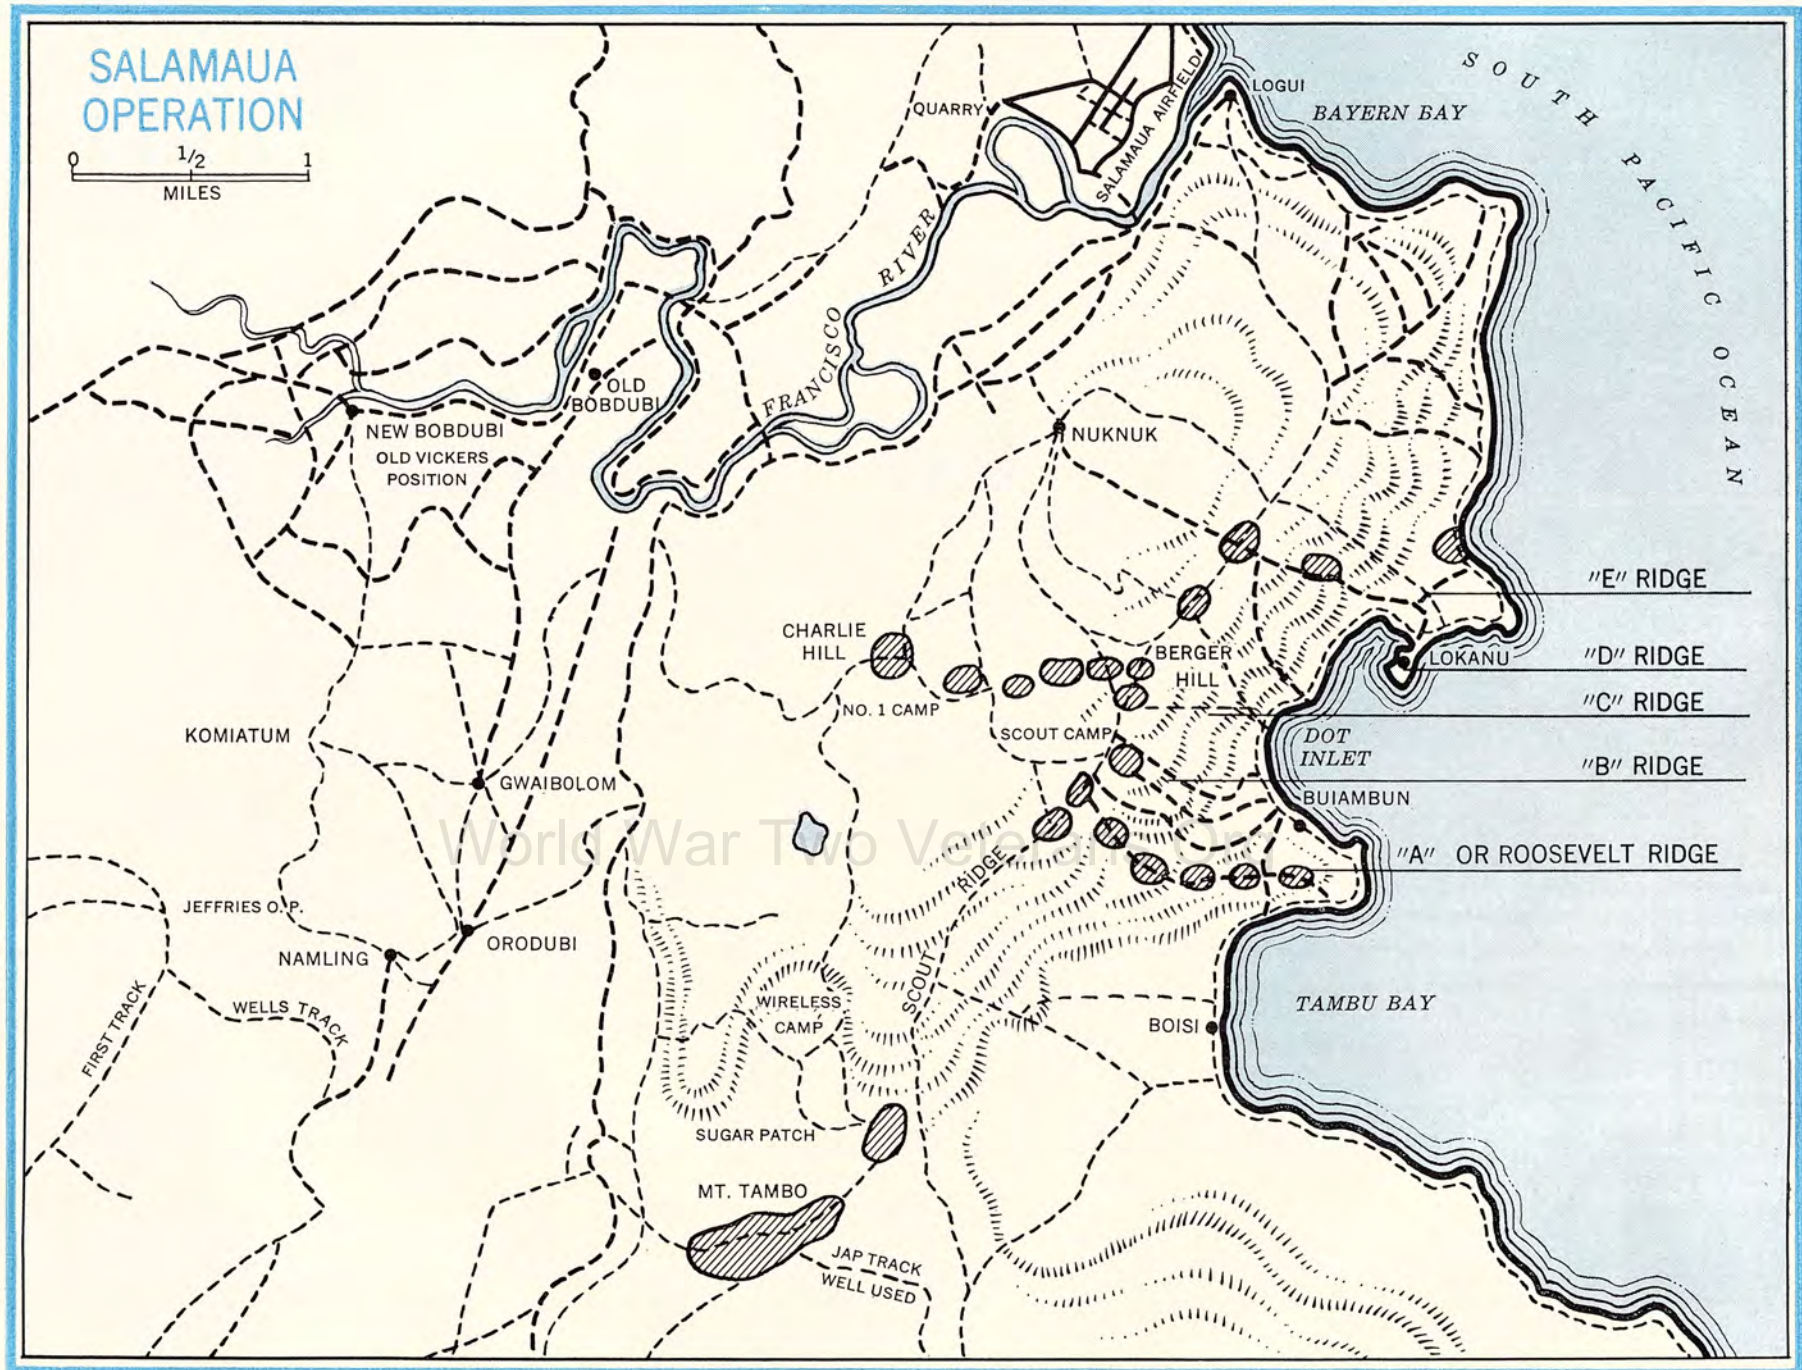 SALAMAUA
OPERATION
0 1/2 1
MILES
QUARRY
SALAMAUA AIRFIELD
LOGUI
BAYERN BAY
SOUTH PACIFIC OCEAN
FRANCISCO RIVER
OLD
BOBDUBI
NEW BOBDUBI
OLD VICKERS
POSITION
NUKNUK
"E" RIDGE
CHARLIE
HILL
BERGER
HILL
LOKANU
"D" RIDGE
"C" RIDGE
NO. 1 CAMP
SCOUT CAMP
DOT
INLET
"B" RIDGE
KOMIATUM
GWAIBOLOM
BUIAMBUN
World War Two Veterans Org
"A" OR ROOSEVELT RIDGE
SCOUT RIDGE
JEFFRIES O.P.
ORODUBI
NAMLING
FIRST TRACK
WELLS TRACK
WIRELESS
CAMP
TAMBU BAY
BOISI
SUGAR PATCH
MT. TAMBO
JAP TRACK
WELL USED